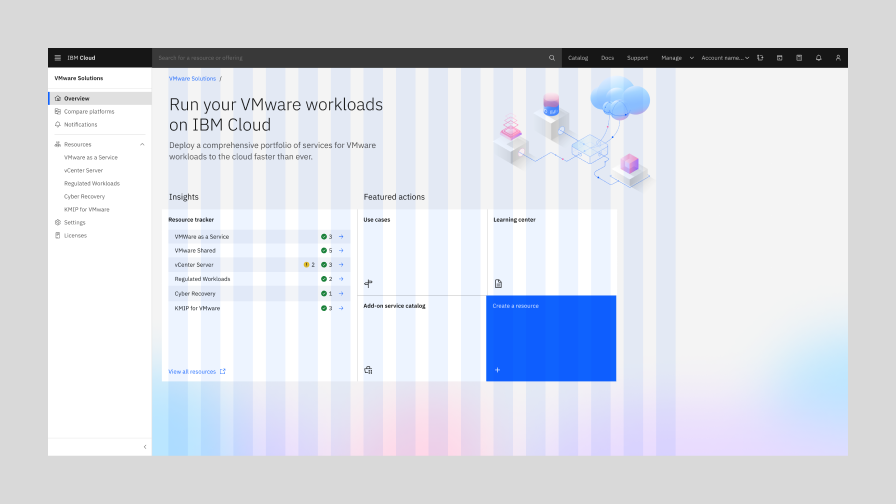 IBM Cloud
Search for a resource or offering
Catalog
Docs
Support
Manage
Account name...
VMware Solutions
Overview
Compare platforms
Notifications
Resources
VMware as a Service
vCenter Server
Regulated Workloads
Cyber Recovery
KMIP for VMware
Settings
Licenses
VMware Solutions /
Run your VMware workloads
on IBM Cloud
Deploy a comprehensive portfolio of services for VMware
workloads to the cloud faster than ever.
Insights
Resource tracker
VMWare as a Service 3
VMware Shared 5
vCenter Server 2 3
Regulated Workloads 2
Cyber Recovery 1
KMIP for VMware 3
View all resources
Featured actions
Use cases
Learning center
Add-on service catalog
Create a resource